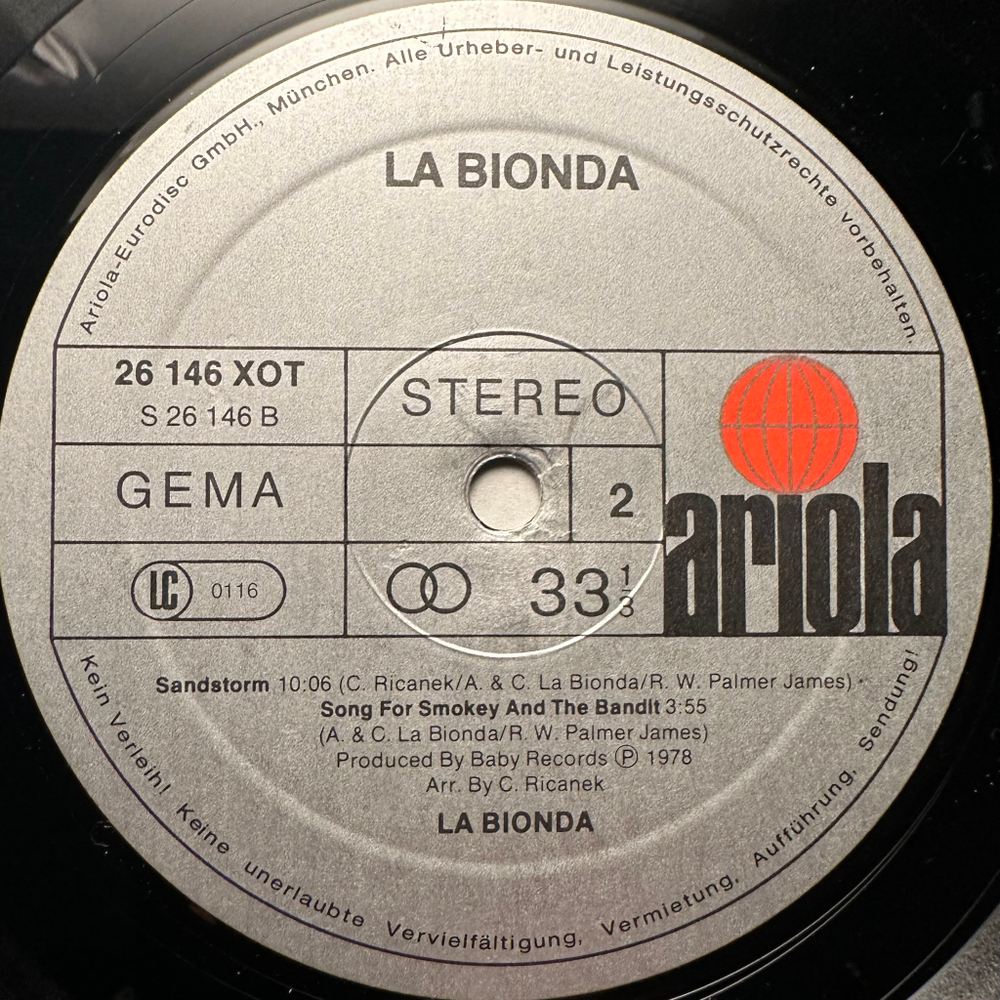 Ariola-Eurodisc GmbH., München. Alle Urheber- und Leistungsschutzrechte vorbehalten.
LA BIONDA
26 146 XOT
S 26 146 B
STEREO
GEMA
2
LC 0116
33 1/3
ariola
Sandstorm 10:06 (C. Ricanek/A. & C. La Bionda/R. W. Palmer James) ·
Song For Smokey And The Bandit 3:55
(A. & C. La Bionda/R. W. Palmer James)
Produced By Baby Records Ⓟ 1978
Arr. By C. Ricanek
LA BIONDA
Kein Verleih! Keine unerlaubte Vervielfältigung, Vermietung, Aufführung, Sendung!